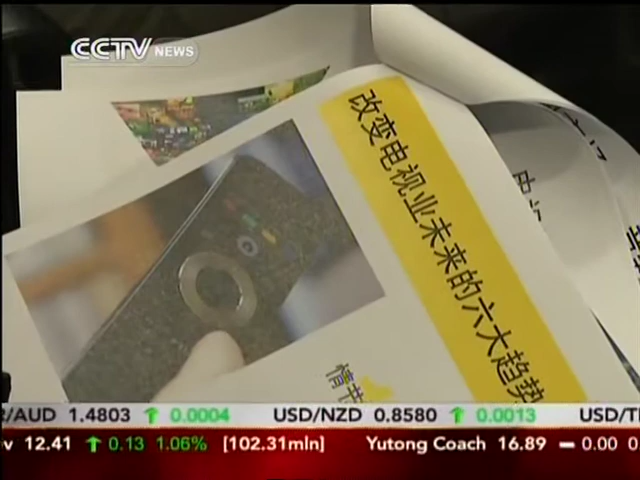 CCTV NEWS
改变电视业未来的六大趋势
情书
/AUD 1.4803 0.0004 USD/NZD 0.8580 0.0013 USD/
12.41 0.13 1.06% [102.31mln] Yutong Coach 16.89 0.00